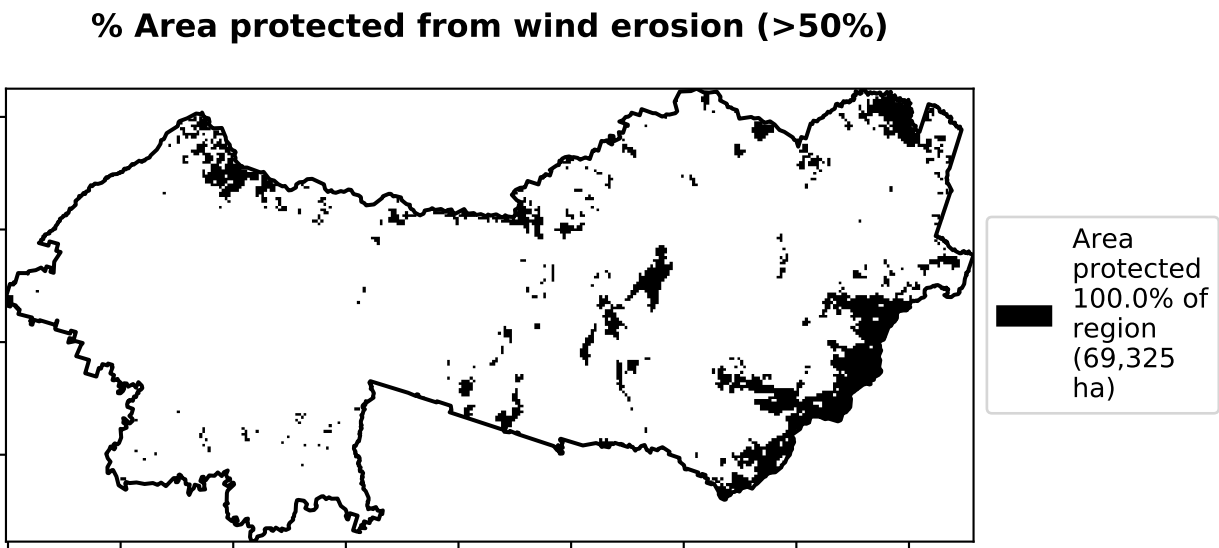 % Area protected from wind erosion (>50%)
Area
protected
100.0% of
region
(69,325
ha)